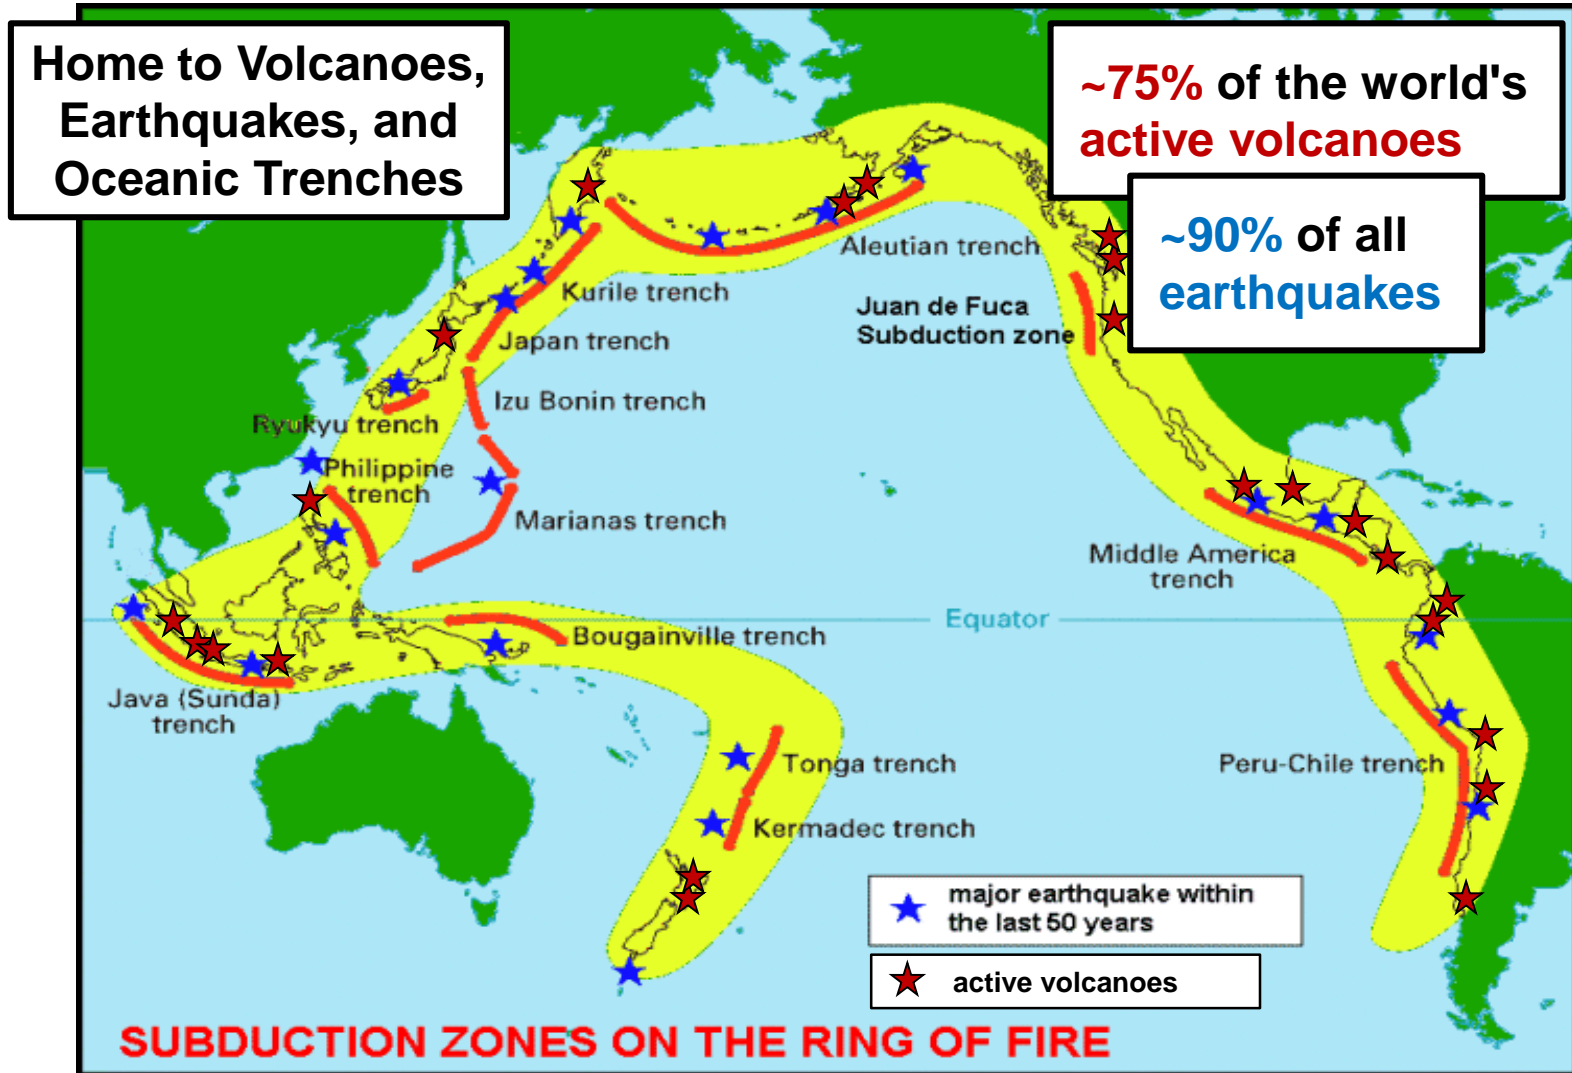 Home to Volcanoes,
Earthquakes, and
Oceanic Trenches
~75% of the world's
active volcanoes
~90% of all
earthquakes
Aleutian trench
Kurile trench
Juan de Fuca
Subduction zone
Japan trench
Izu Bonin trench
Ryukyu trench
Philippine
trench
Marianas trench
Middle America
trench
Equator
Bougainville trench
Java (Sunda)
trench
Tonga trench
Peru-Chile trench
Kermadec trench
major earthquake within
the last 50 years
active volcanoes
SUBDUCTION ZONES ON THE RING OF FIRE